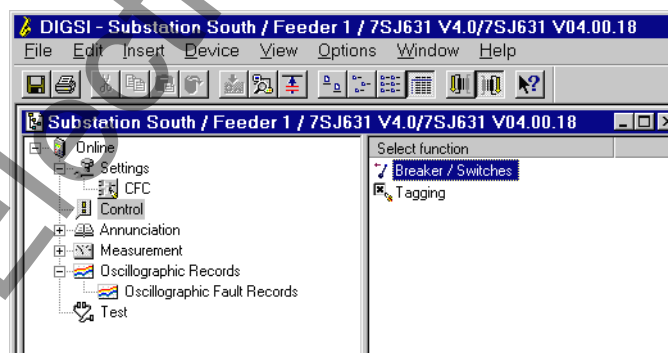 DIGSI - Substation South / Feeder 1 / 7SJ631 V4.0/7SJ631 V04.00.18
File Edit Insert Device View Options Window Help
Substation South / Feeder 1 / 7SJ631 V4.0/7SJ631 V04.00.18
Online
Settings
CFC
Control
Annunciation
Measurement
Oscillographic Records
Oscillographic Fault Records
Test
Select function
Breaker / Switches
Tagging